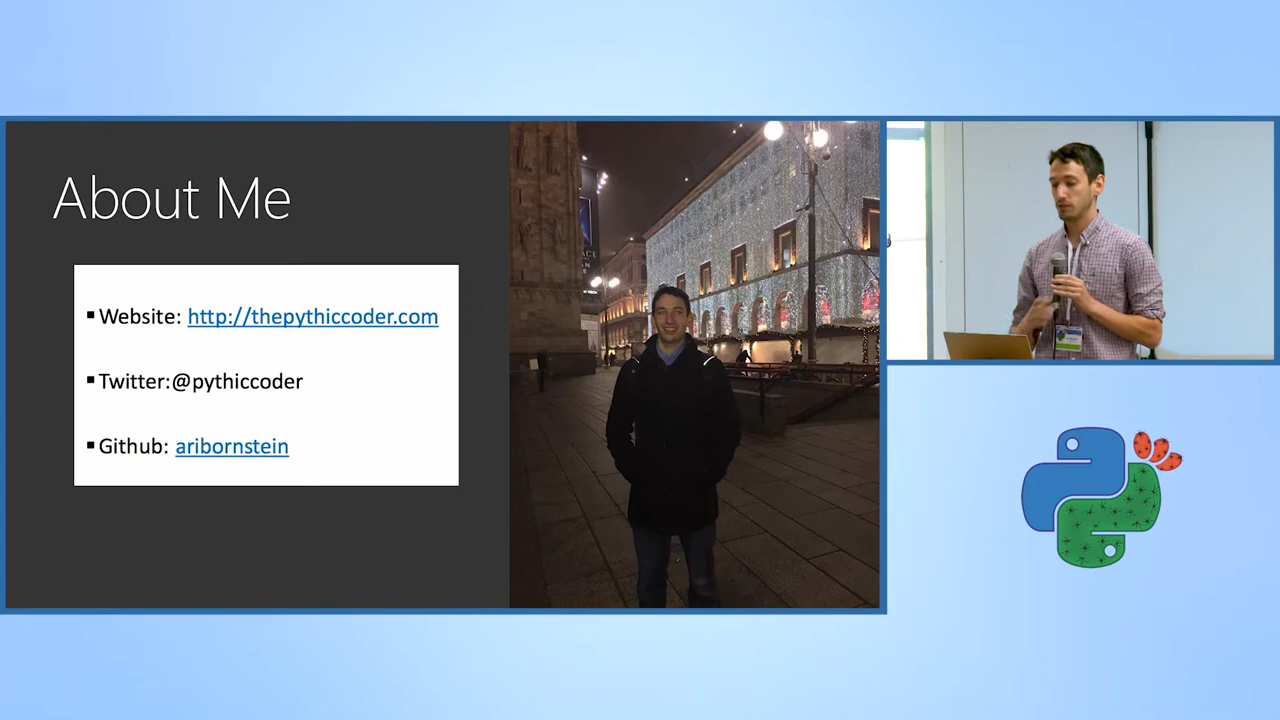 About Me
▪Website: http://thepythiccoder.com
▪Twitter:@pythiccoder
▪Github: aribornstein